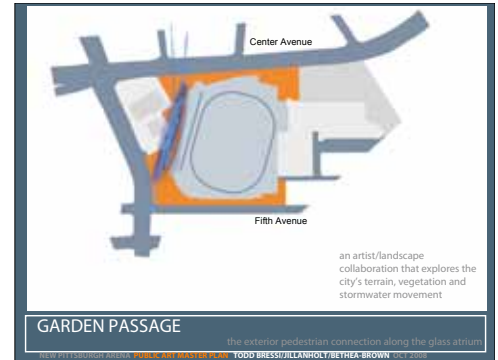 Center Avenue
Fifth Avenue
an artist/landscape
collaboration that explores the
city's terrain, vegetation and
stormwater movement
GARDEN PASSAGE
the exterior pedestrian connection along the glass atrium
NEW PITTSBURGH ARENA PUBLIC ART MASTER PLAN TODD BRESSI/JILLANHOLT/BETHEA-BROWN OCT 2008